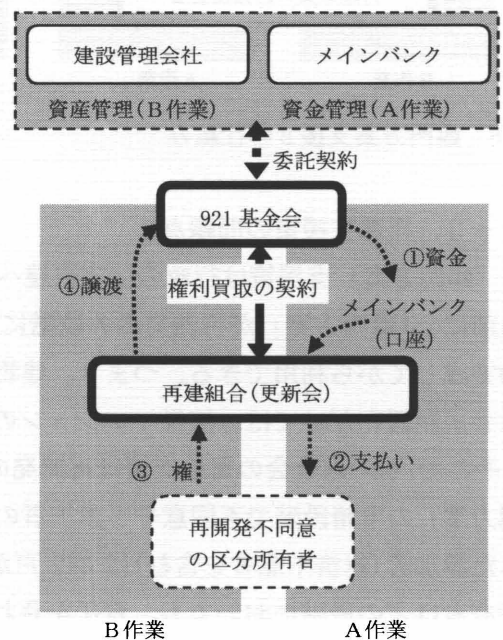 建設管理会社
メインバンク
資産管理(B作業)
資金管理(A作業)
委託契約
921基金会
①資金
④譲渡
権利買取の契約
メインバンク
(口座)
再建組合(更新会)
③ 権
②支払い
再開発不同意
の区分所有者
B作業
A作業